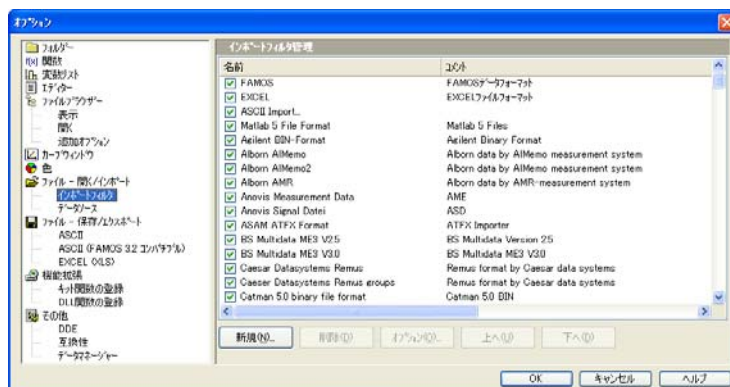 オプション
フォルダー
f(x) 関数
変数リスト
エディター
ファイルブラウザー
表示
開く
追加オプション
カーブウィンドウ
色
ファイル - 開く/インポート
インポートフィルタ
データソース
ファイル - 保存/エクスポート
ASCII
ASCII (FAMOS 3.2 コンパチブル)
EXCEL (XLS)
機能拡張
キット関数の登録
DLL関数の登録
その他
DDE
互換性
データマネージャー
インポートフィルタ管理
名前 コメント
FAMOS FAMOSデータフォーマット
EXCEL EXCELファイルフォーマット
ASCII Import...
Matlab 5 File Format Matlab 5 Files
Agilent BIN-Format Agilent Binary Format
Alborn AlMemo Alborn data by AlMemo measurement system
Alborn AlMemo2 Alborn data by AlMemo measurement system
Alborn AMR Alborn data by AMR-measurement system
Anovis Measurement Data AME
Anovis Signal Datei ASD
ASAM ATFX Format ATFX Importer
BS Multidata ME3 V2.5 BS Multidata Version 2.5
BS Multidata ME3 V3.0 BS Multidata ME3 V3.0
Caesar Datasystems Remus Remus format by Caesar data systems
Caeser Datasystems Remus groups Remus format by Caesar data systems
Catman 5.0 binary file format Catman 5.0 BIN
新規(N)... 削除(D) オプション(O)... 上へ(U) 下へ(D)
OK キャンセル ヘルプ